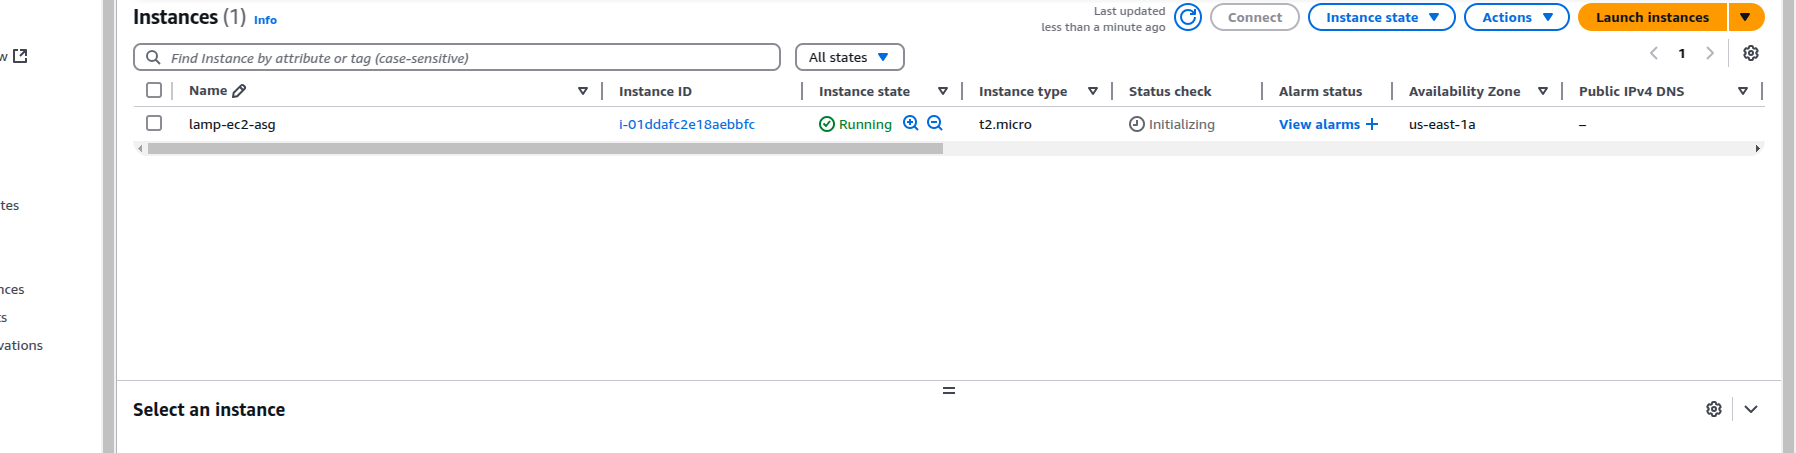 Instances (1) Info
Last updated
less than a minute ago
Connect
Instance state
Actions
Launch instances
w
Find Instance by attribute or tag (case-sensitive)
All states
1
Name
Instance ID
Instance state
Instance type
Status check
Alarm status
Availability Zone
Public IPv4 DNS
lamp-ec2-asg
i-01ddafc2e18aebbfc
Running
t2.micro
Initializing
View alarms +
us-east-1a
–
tes
nces
ts
vations
Select an instance